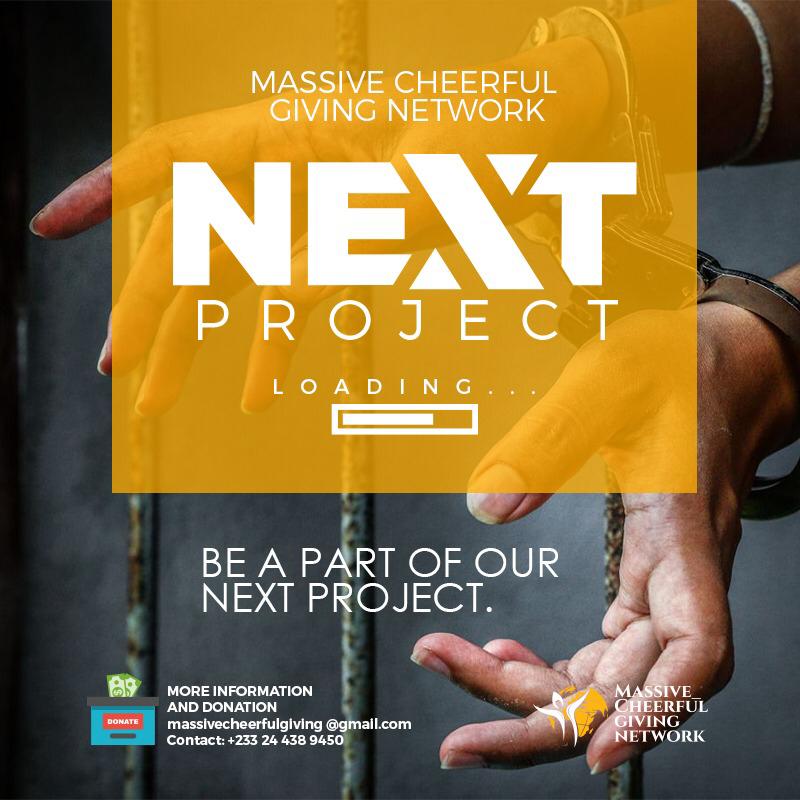 MASSIVE CHEERFUL
GIVING NETWORK
NEXT
PROJECT
LOADING...
BE A PART OF OUR
NEXT PROJECT.
DONATE
MORE INFORMATION
AND DONATION
massivecheerfulgiving @gmail.com
Contact: +233 24 438 9450
MASSIVE_
CHEERFUL
GIVING
NETWORK